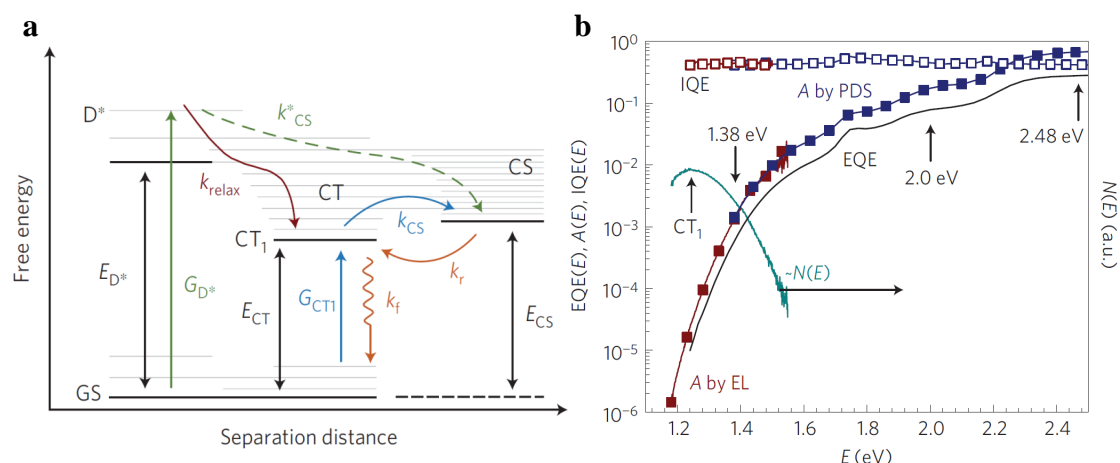 a
Free energy
D*
k*CS
CS
krelax
CT
kCS
CT1
kr
ED*
GD*
ECT
GCT1
kf
ECS
GS
Separation distance
b
EQE(E), A(E), IQE(E)
10^0
10^-1
10^-2
10^-3
10^-4
10^-5
10^-6
IQE
A by PDS
1.38 eV
EQE
2.0 eV
2.48 eV
CT1
~N(E)
A by EL
N(E) (a.u.)
1.2 1.4 1.6 1.8 2.0 2.2 2.4
E (eV)